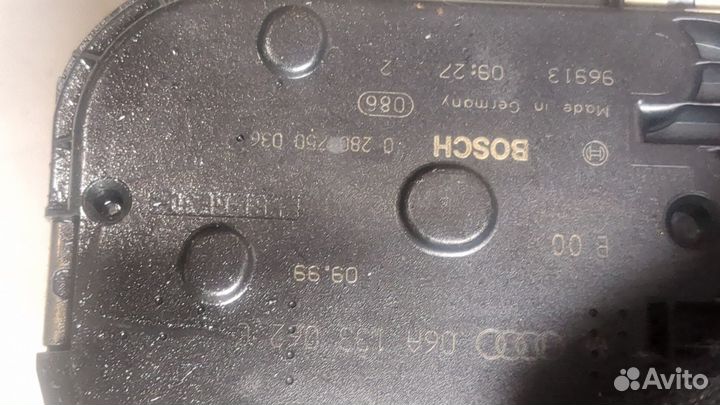 06A 133 062 C
09.99
E 00
BOSCH
0 280 750 036
086
Made in Germany
96913 09:27 2
Avito